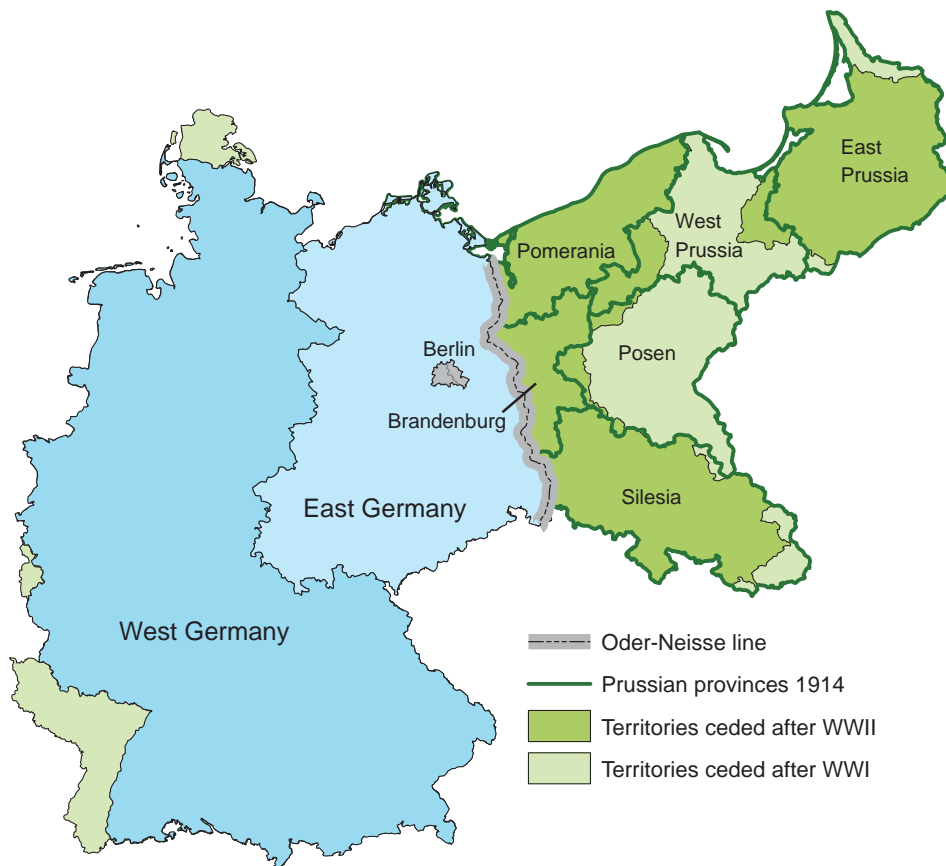 East
Prussia
West
Prussia
Pomerania
Berlin
Posen
Brandenburg
Silesia
East Germany
West Germany
Oder-Neisse line
Prussian provinces 1914
Territories ceded after WWII
Territories ceded after WWI